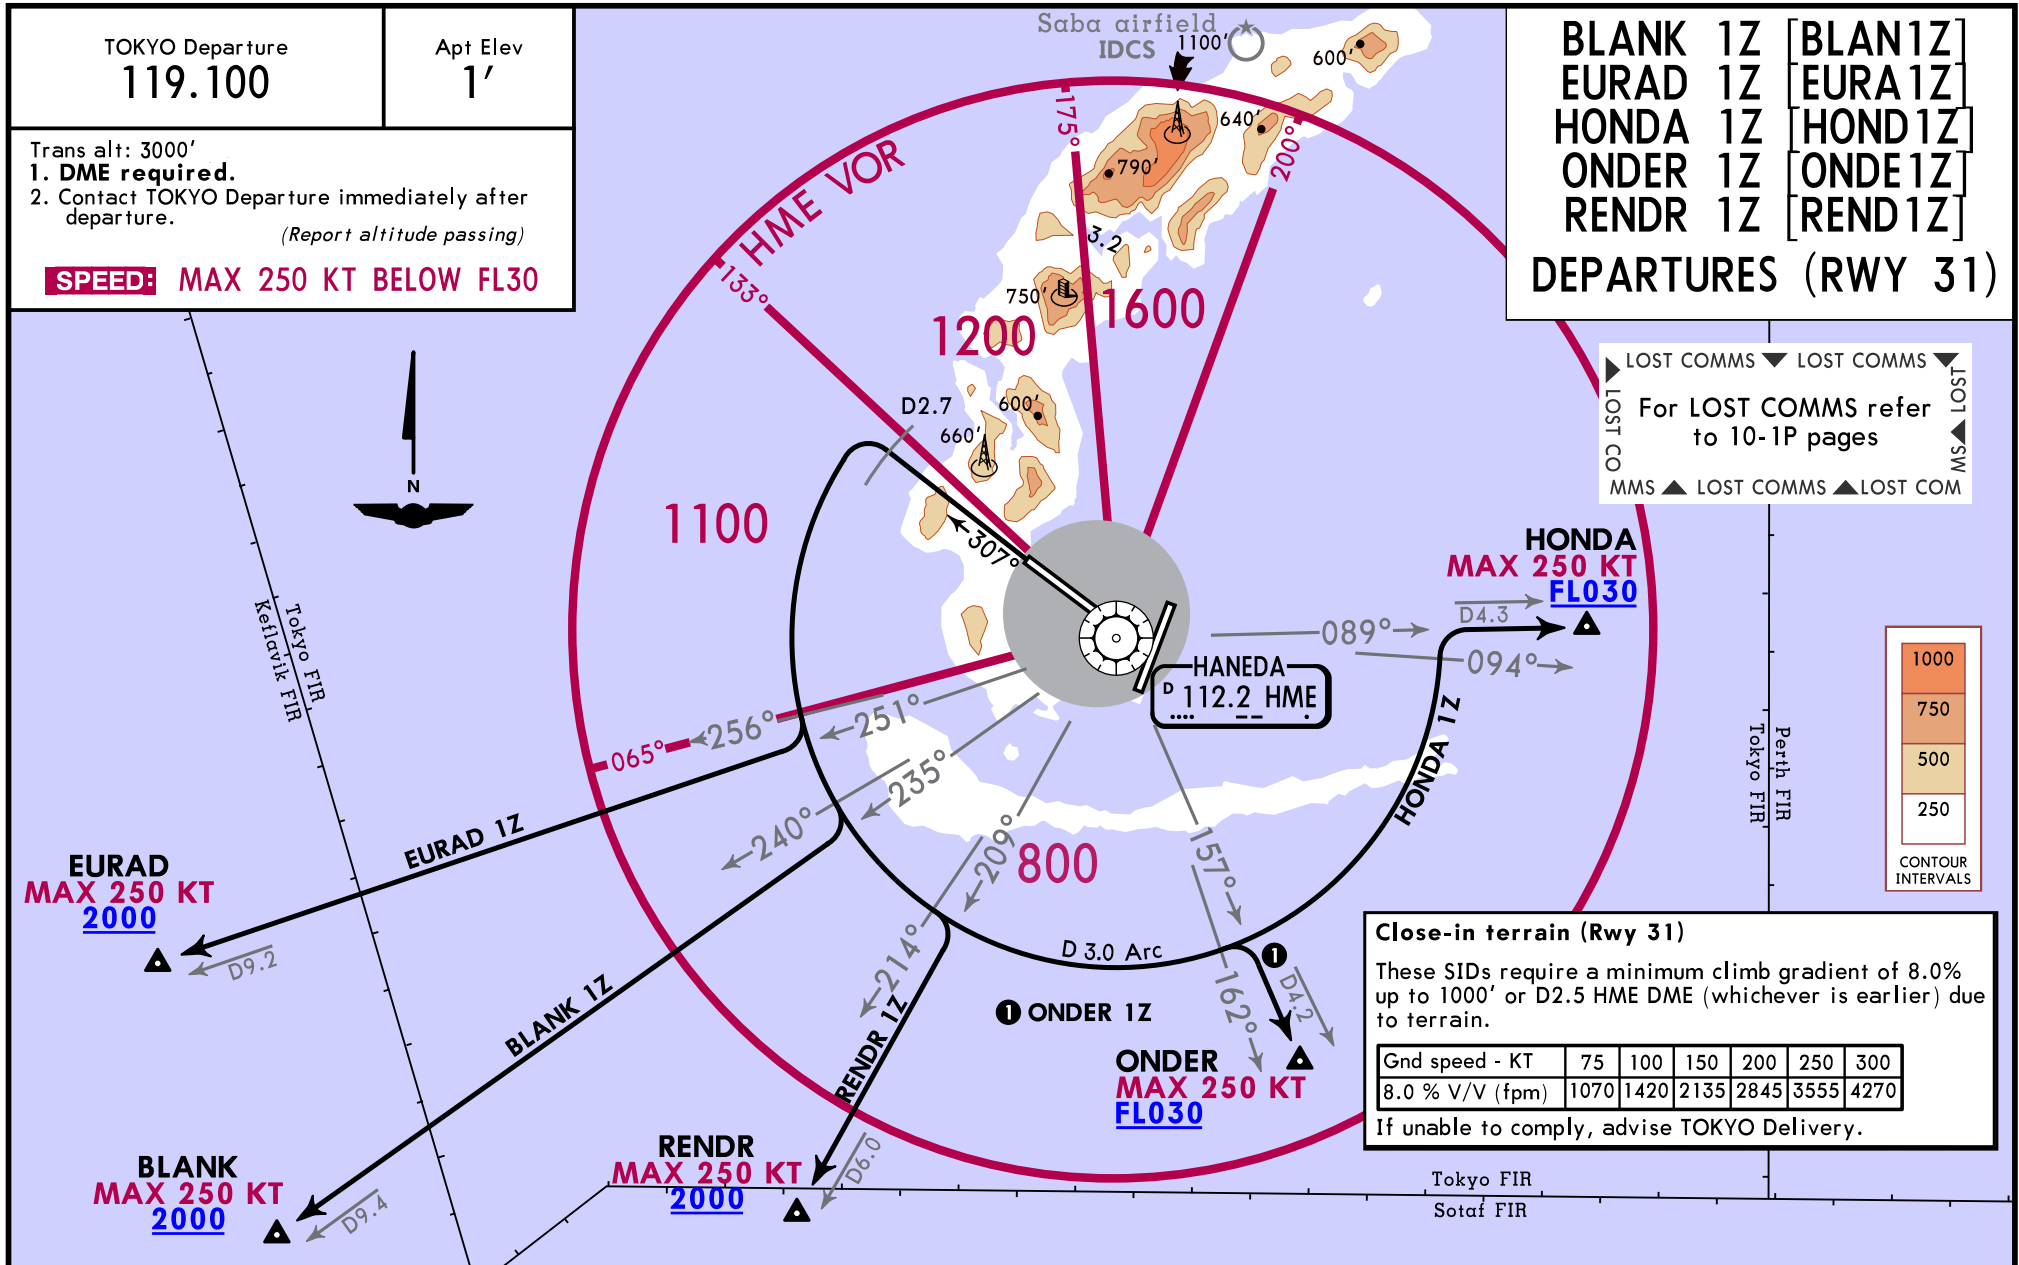 TOKYO Departure
119.100
Apt Elev
1'
Trans alt: 3000'
1. DME required.
2. Contact TOKYO Departure immediately after
departure.
(Report altitude passing)
SPEED: MAX 250 KT BELOW FL30
BLANK 1Z [BLAN1Z]
EURAD 1Z [EURA1Z]
HONDA 1Z [HOND1Z]
ONDER 1Z [ONDE1Z]
RENDR 1Z [REND1Z]
DEPARTURES (RWY 31)
Saba airfield
IDCS
1100'
600'
640'
790'
175°
200°
HME VOR
133°
3.2
750'
1600
1200
D2.7
600'
660'
1100
307°
N
LOST COMMS LOST COMMS
LOST
LOST CO
For LOST COMMS refer
to 10-1P pages
MS
MMS LOST COMMS LOST COM
HONDA
MAX 250 KT
FL030
D4.3
089°
094°
HANEDA
D 112.2 HME
HONDA 1Z
Tokyo FIR
Keflavik FIR
Perth FIR
Tokyo FIR
1000
750
500
250
CONTOUR
INTERVALS
065°
256°
251°
235°
240°
209°
214°
157°
162°
800
D 3.0 Arc
EURAD 1Z
EURAD
MAX 250 KT
2000
D9.2
BLANK 1Z
BLANK
MAX 250 KT
2000
D9.4
RENDR 1Z
RENDR
MAX 250 KT
2000
D6.0
1
1 ONDER 1Z
D4.2
ONDER
MAX 250 KT
FL030
Close-in terrain (Rwy 31)
These SIDs require a minimum climb gradient of 8.0%
up to 1000' or D2.5 HME DME (whichever is earlier) due
to terrain.
Gnd speed - KT 75 100 150 200 250 300
8.0 % V/V (fpm) 1070 1420 2135 2845 3555 4270
If unable to comply, advise TOKYO Delivery.
Tokyo FIR
Sotaf FIR